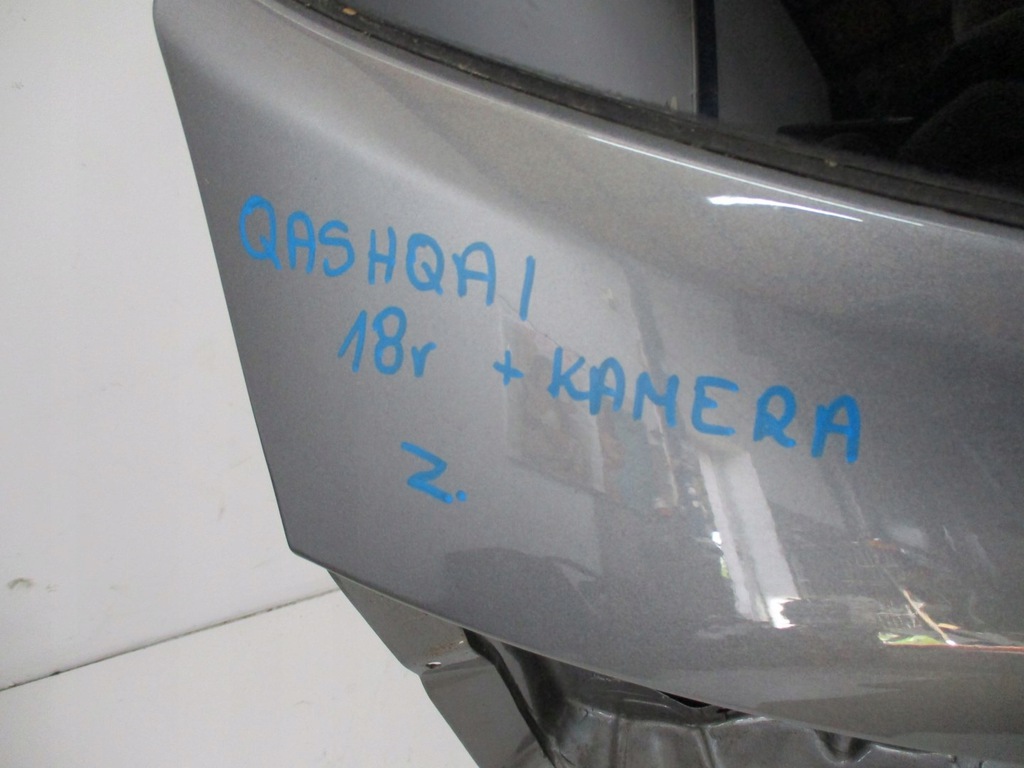 QASHQAI
18r + KAMERA
Z.